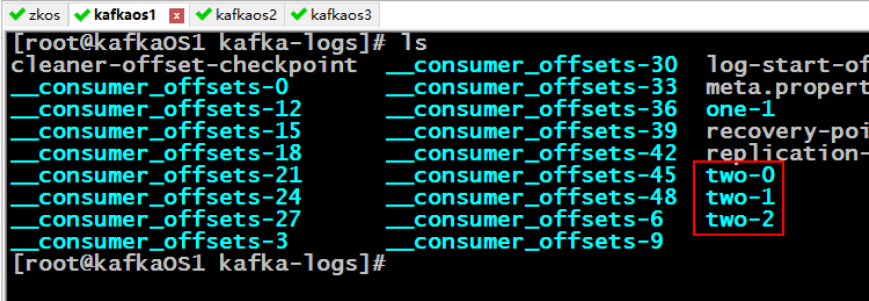 zkos kafkaos1 kafkaos2 kafkaos3
[root@kafkaOS1 kafka-logs]# ls
cleaner-offset-checkpoint __consumer_offsets-30 log-start-of
__consumer_offsets-0 __consumer_offsets-33 meta.propert
__consumer_offsets-12 __consumer_offsets-36 one-1
__consumer_offsets-15 __consumer_offsets-39 recovery-poi
__consumer_offsets-18 __consumer_offsets-42 replication-
__consumer_offsets-21 __consumer_offsets-45 two-0
__consumer_offsets-24 __consumer_offsets-48 two-1
__consumer_offsets-27 __consumer_offsets-6 two-2
__consumer_offsets-3 __consumer_offsets-9
[root@kafkaOS1 kafka-logs]#